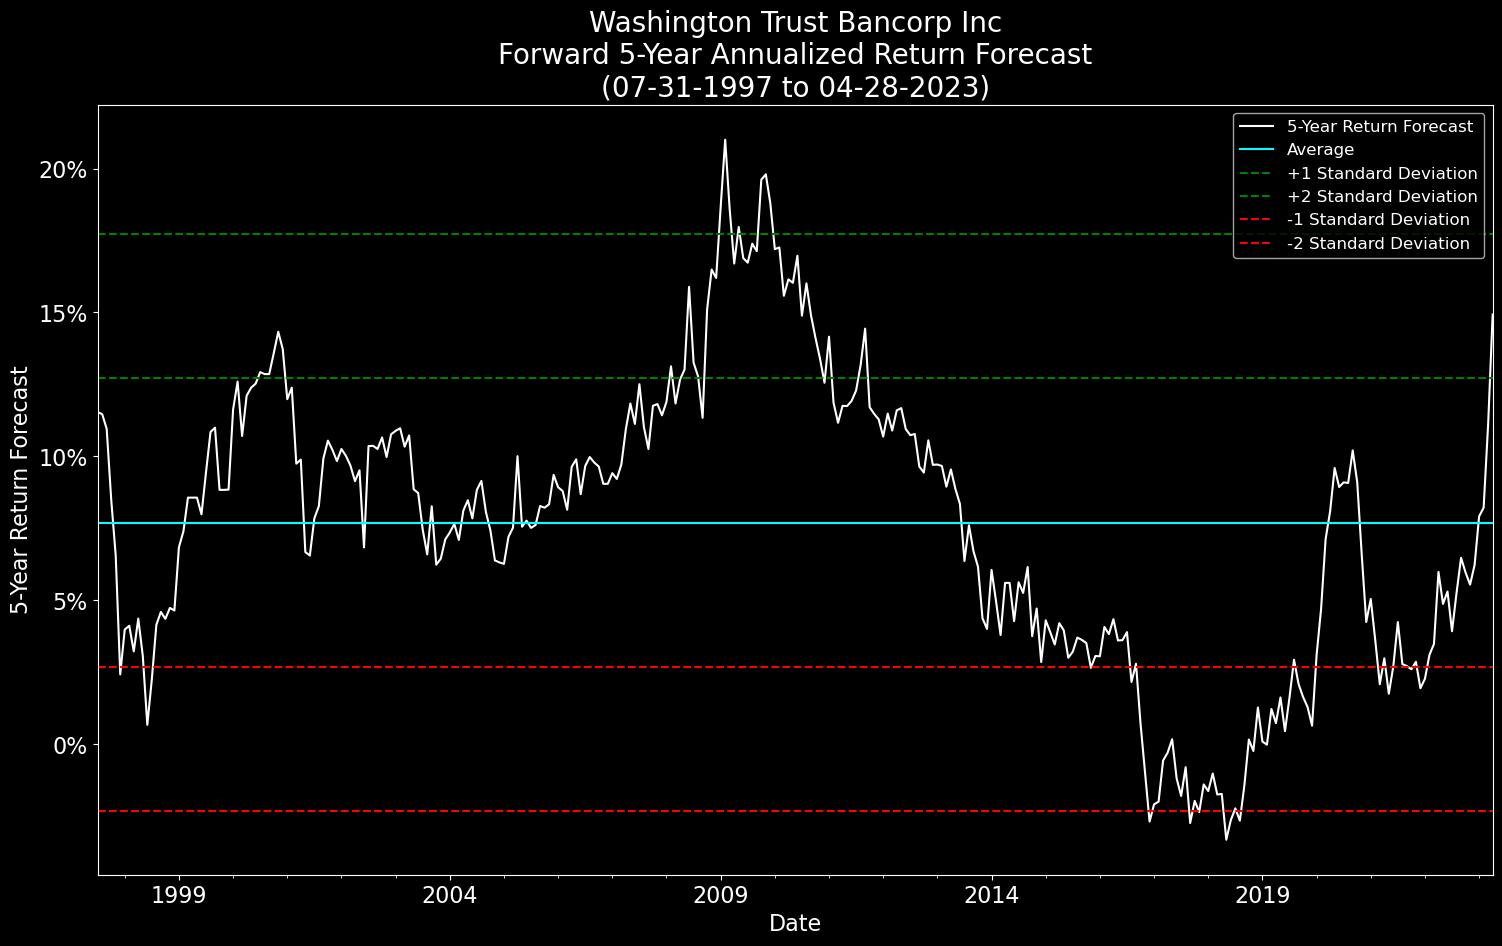 Washington Trust Bancorp Inc
Forward 5-Year Annualized Return Forecast
(07-31-1997 to 04-28-2023)
5-Year Return Forecast
Average
+1 Standard Deviation
+2 Standard Deviation
-1 Standard Deviation
-2 Standard Deviation
5-Year Return Forecast
20%
15%
10%
5%
0%
1999 2004 2009 2014 2019
Date